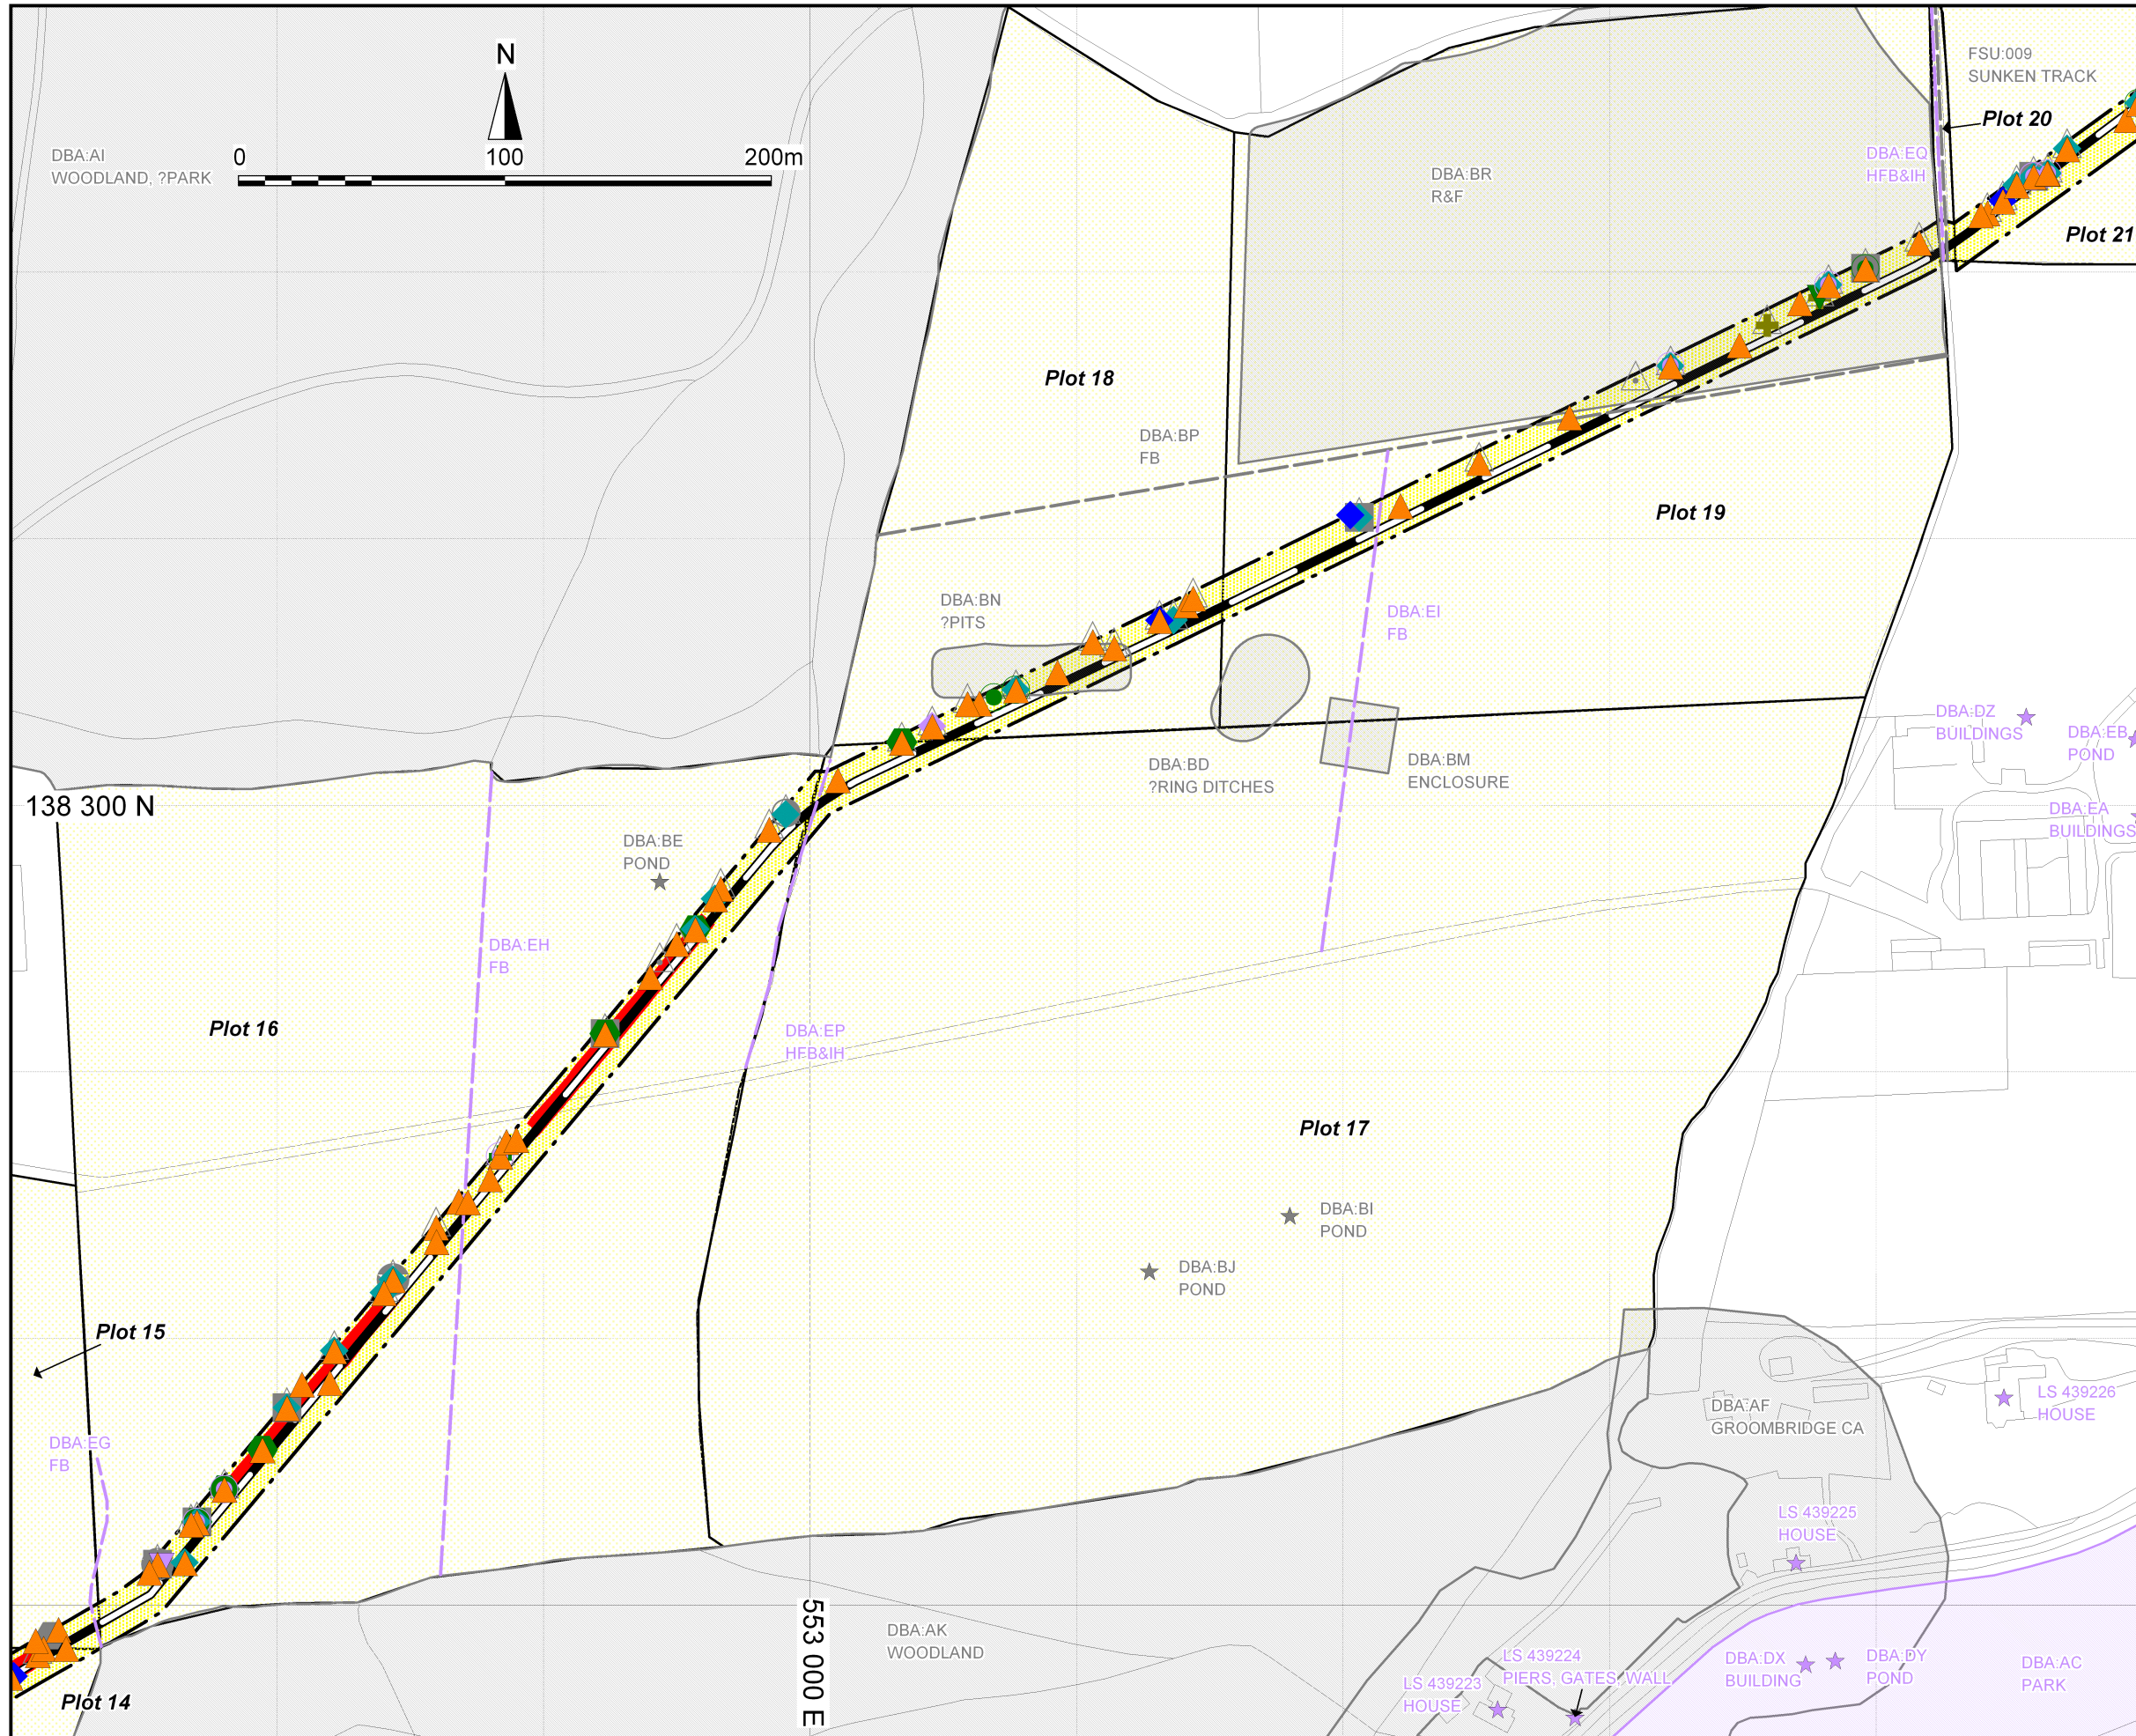 N
0 100 200m
DBA:AI
WOODLAND, ?PARK
FSU:009
SUNKEN TRACK
Plot 20
DBA:EQ
HFB&IH
DBA:BR
R&F
Plot 21
Plot 18
DBA:BP
FB
Plot 19
DBA:BN
?PITS
DBA:EI
FB
DBA:DZ
BUILDINGS
DBA:EB
POND
DBA:BD
?RING DITCHES
DBA:BM
ENCLOSURE
138 300 N
DBA:EA
BUILDINGS
DBA:BE
POND
DBA:EH
FB
Plot 16
DBA:EP
HFB&IH
Plot 17
DBA:BI
POND
DBA:BJ
POND
Plot 15
DBA:EG
FB
DBA:AF
GROOMBRIDGE CA
LS 439226
HOUSE
LS 439225
HOUSE
553 000 E
DBA:AK
WOODLAND
LS 439224
PIERS, GATES, WALL
LS 439223
HOUSE
DBA:DX
BUILDING
DBA:DY
POND
DBA:AC
PARK
Plot 14